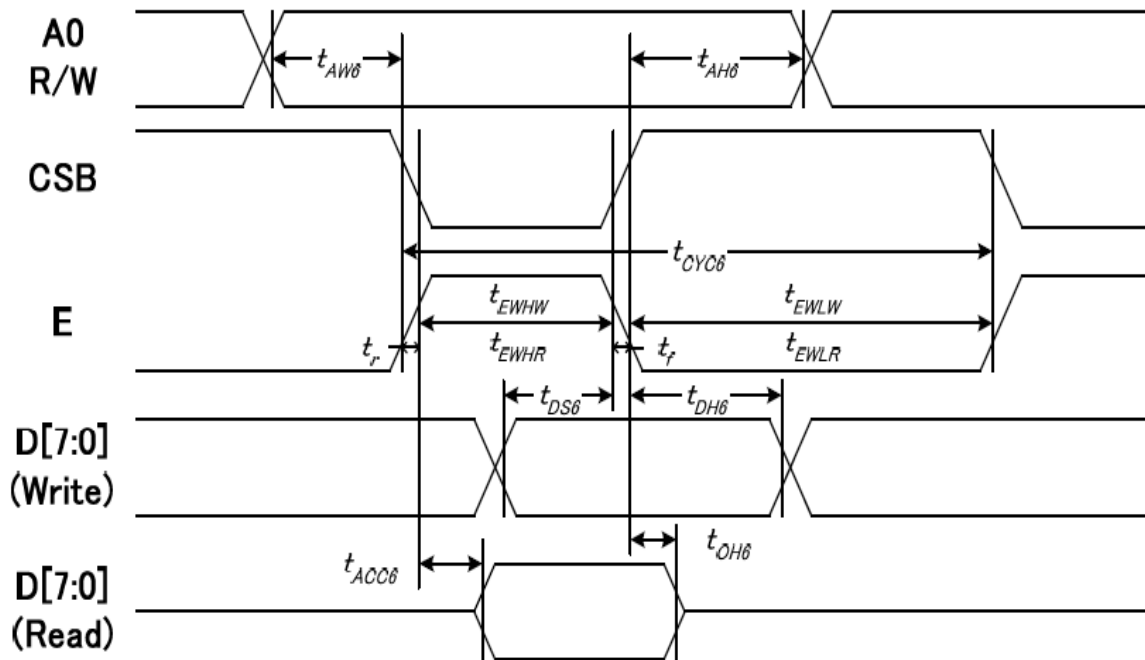 A0
R/W
tAW6
tAH6
CSB
tCYC6
E
tEWHW
tEWLW
tr
tEWHR
tf
tEWLR
tDS6
tDH6
D[7:0]
(Write)
tACC6
tOH6
D[7:0]
(Read)